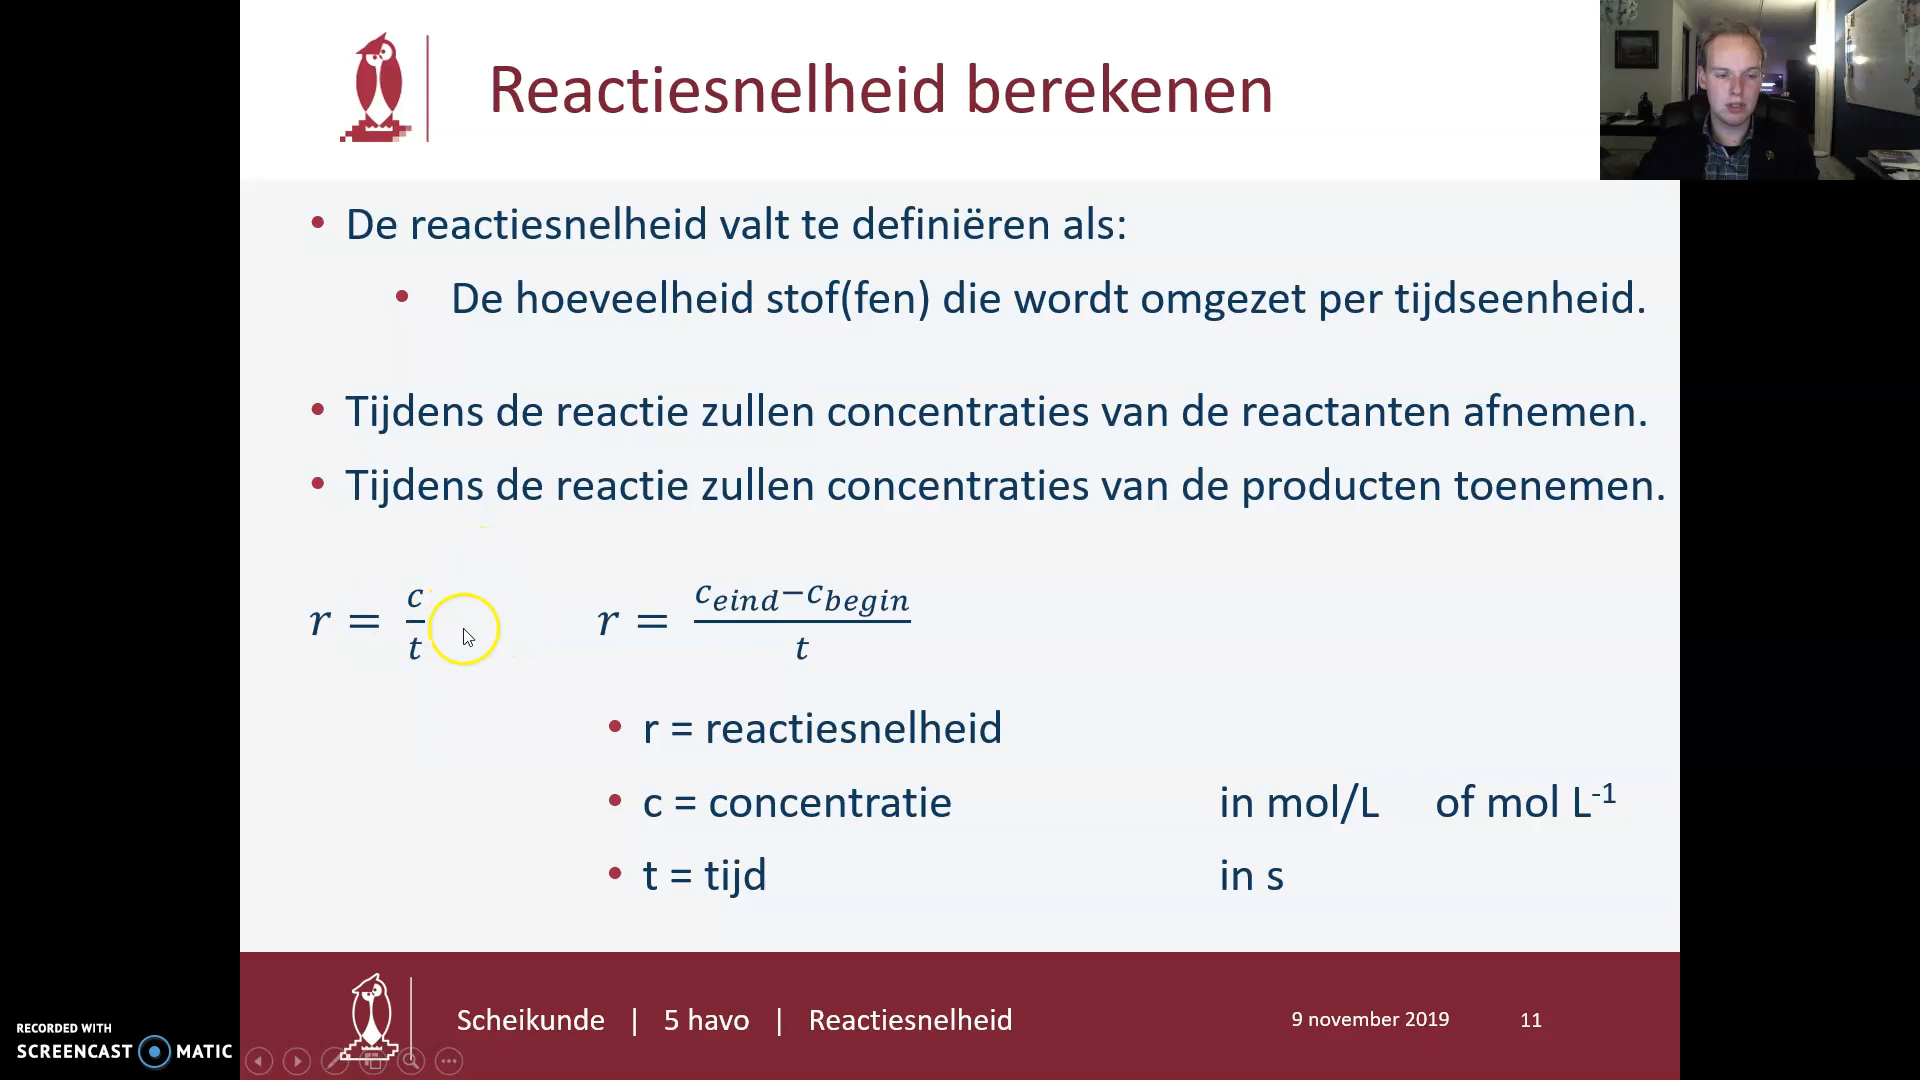 Reactiesnelheid berekenen
• De reactiesnelheid valt te definiëren als:
• De hoeveelheid stof(fen) die wordt omgezet per tijdseenheid.
• Tijdens de reactie zullen concentraties van de reactanten afnemen.
• Tijdens de reactie zullen concentraties van de producten toenemen.
r = c/t r = (c_eind−c_begin)/t
• r = reactiesnelheid
• c = concentratie in mol/L of mol L⁻¹
• t = tijd in s
Scheikunde | 5 havo | Reactiesnelheid 9 november 2019 11
RECORDED WITH
SCREENCAST MATIC